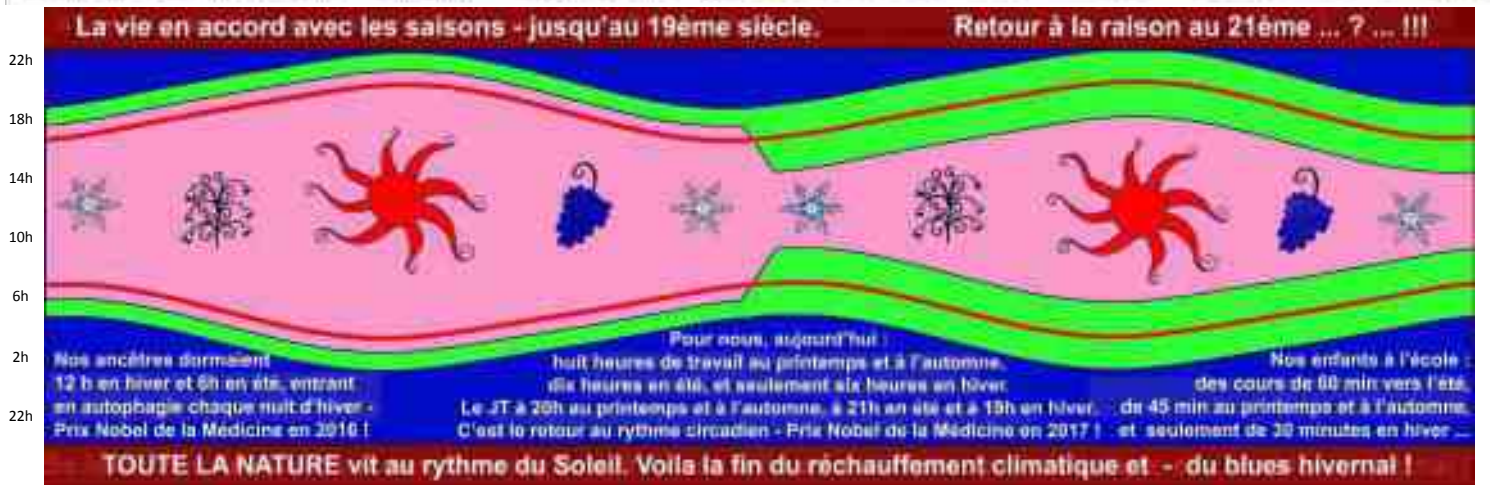 La vie en accord avec les saisons - jusqu'au 19ème siècle.
Retour à la raison au 21ème ... ? ... !!!
22h
18h
14h
10h
6h
2h
22h
Nos ancêtres dormaient
12 h en hiver et 6h en été, entrant
en autophagie chaque nuit d'hiver -
Prix Nobel de la Médicine en 2016 !
Pour nous, aujourd'hui :
huit heures de travail au printemps et à l'automne,
dix heures en été, et seulement six heures en hiver.
Le JT à 20h au printemps et à l'automne, à 21h en été et à 19h en hiver.
C'est le retour au rythme circadien - Prix Nobel de la Médicine en 2017 !
Nos enfants à l'école :
des cours de 60 min vers l'été,
de 45 min au printemps et à l'automne,
et seulement de 30 minutes en hiver ...
TOUTE LA NATURE vit au rythme du Soleil. Voila la fin du réchauffement climatique et - du blues hivernal !